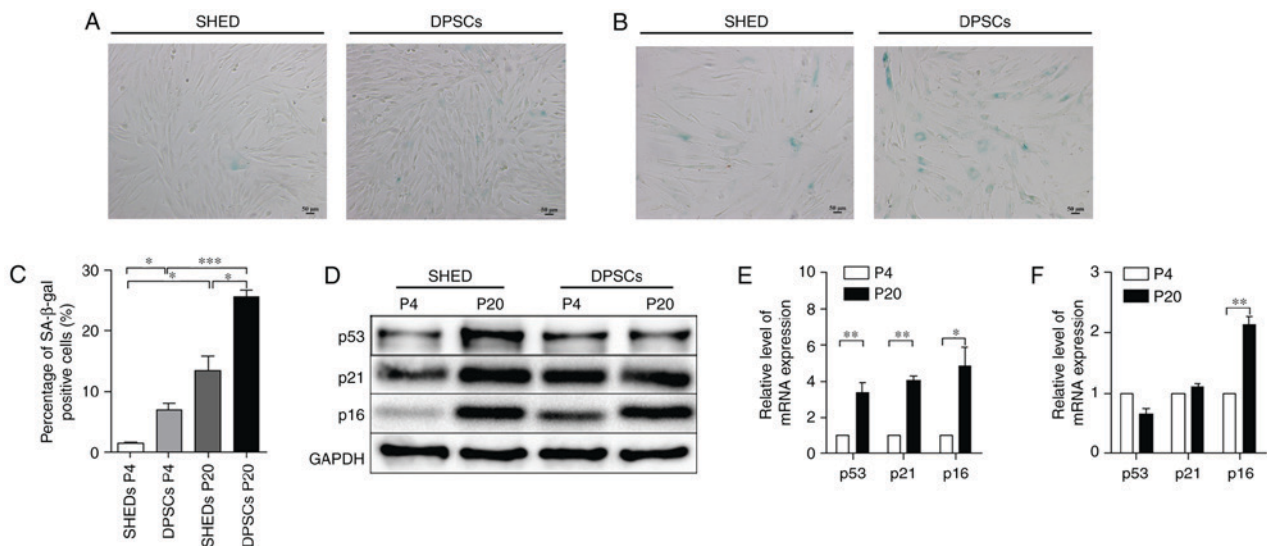 A
SHED
DPSCs
50 µm
50 µm
B
SHED
DPSCs
50 µm
50 µm
C
Percentage of SA-β-gal
positive cells (%)
30
20
10
0
* ***
* *
SHEDs P4
DPSCs P4
SHEDs P20
DPSCs P20
D
SHED
DPSCs
P4 P20 P4 P20
p53
p21
p16
GAPDH
E
Relative level of
mRNA expression
P4
P20
10
8
6
4
2
0
** ** *
p53 p21 p16
F
Relative level of
mRNA expression
P4
P20
3
2
1
0
**
p53 p21 p16